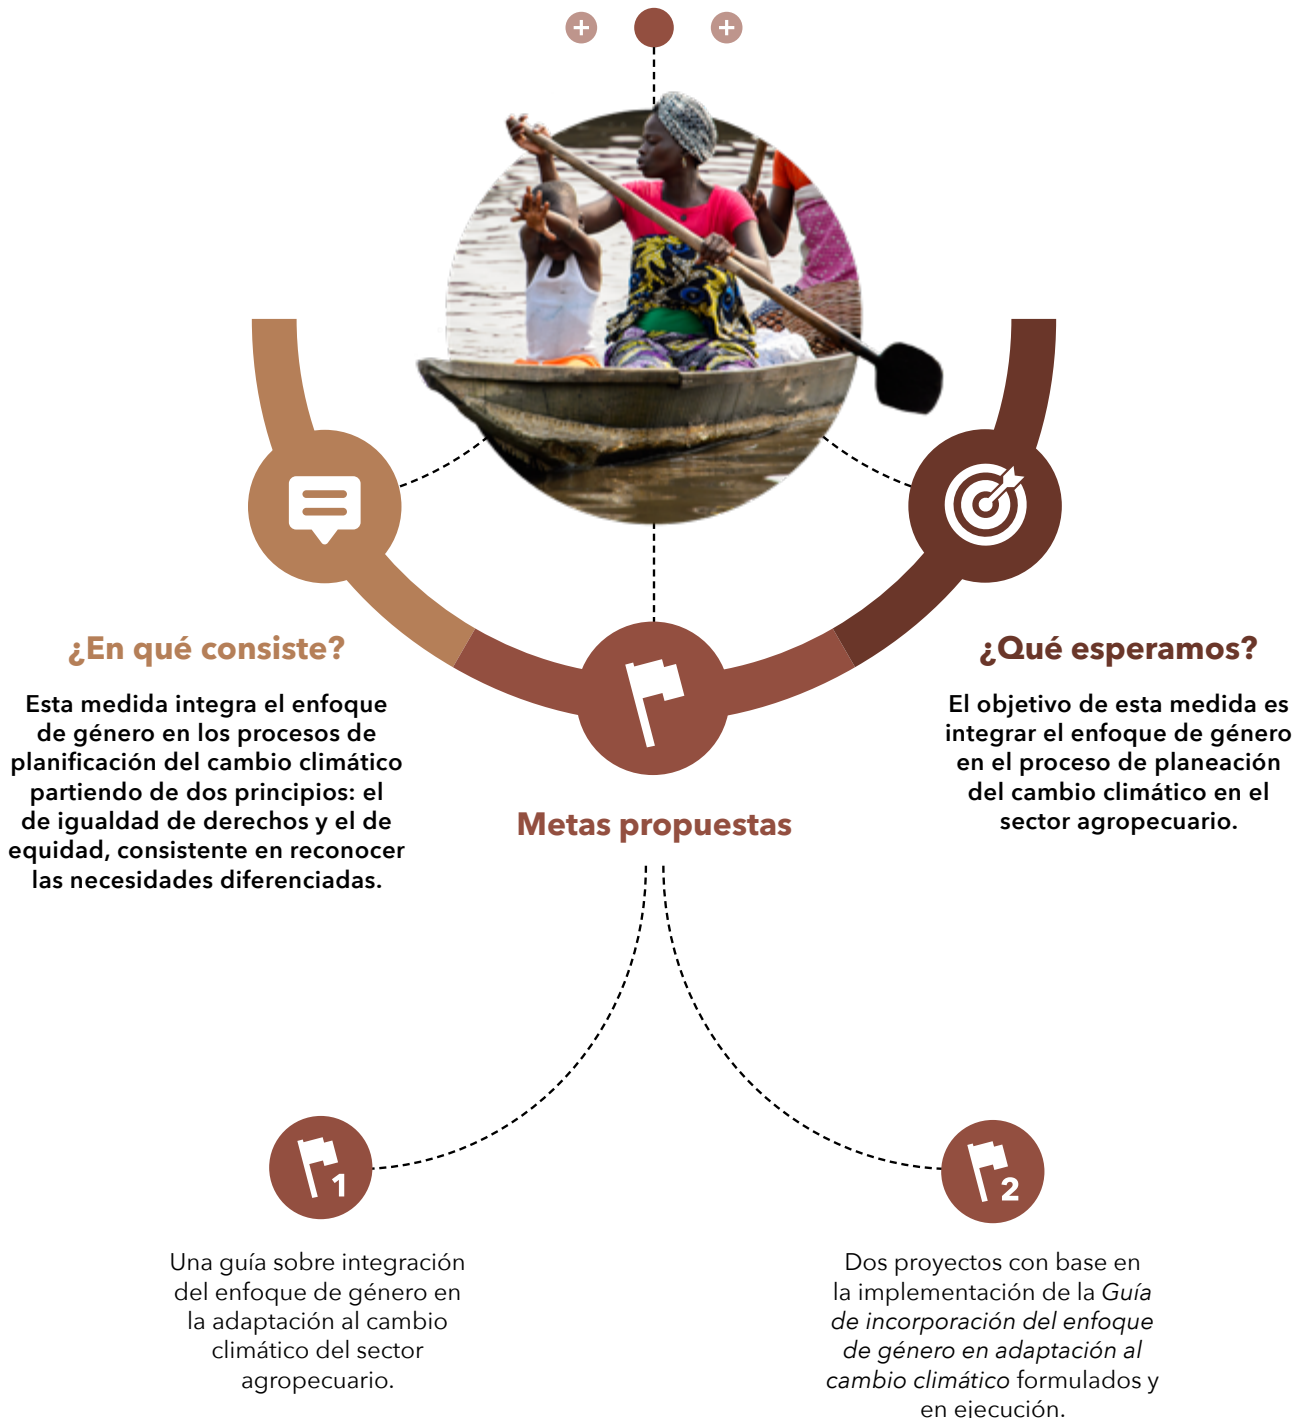 ¿En qué consiste?
Esta medida integra el enfoque
de género en los procesos de
planificación del cambio climático
partiendo de dos principios: el
de igualdad de derechos y el de
equidad, consistente en reconocer
las necesidades diferenciadas.
Metas propuestas
¿Qué esperamos?
El objetivo de esta medida es
integrar el enfoque de género
en el proceso de planeación
del cambio climático en el
sector agropecuario.
1
Una guía sobre integración
del enfoque de género en
la adaptación al cambio
climático del sector
agropecuario.
2
Dos proyectos con base en
la implementación de la Guía
de incorporación del enfoque
de género en adaptación al
cambio climático formulados y
en ejecución.